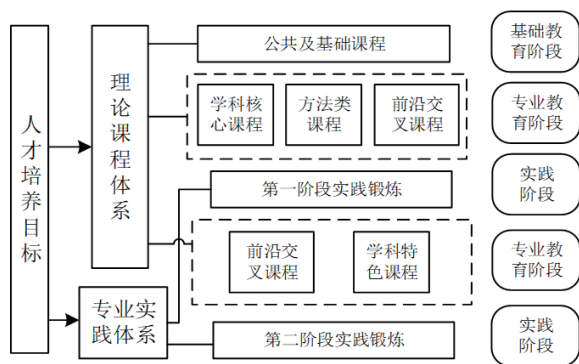 人才培养目标
理论课程体系
专业实
践体系
公共及基础课程
基础教
育阶段
学科核
心课程
方法类
课程
前沿交
叉课程
专业教
育阶段
第一阶段实践锻炼
实践
阶段
前沿交
叉课程
学科特
色课程
专业教
育阶段
第二阶段实践锻炼
实践
阶段